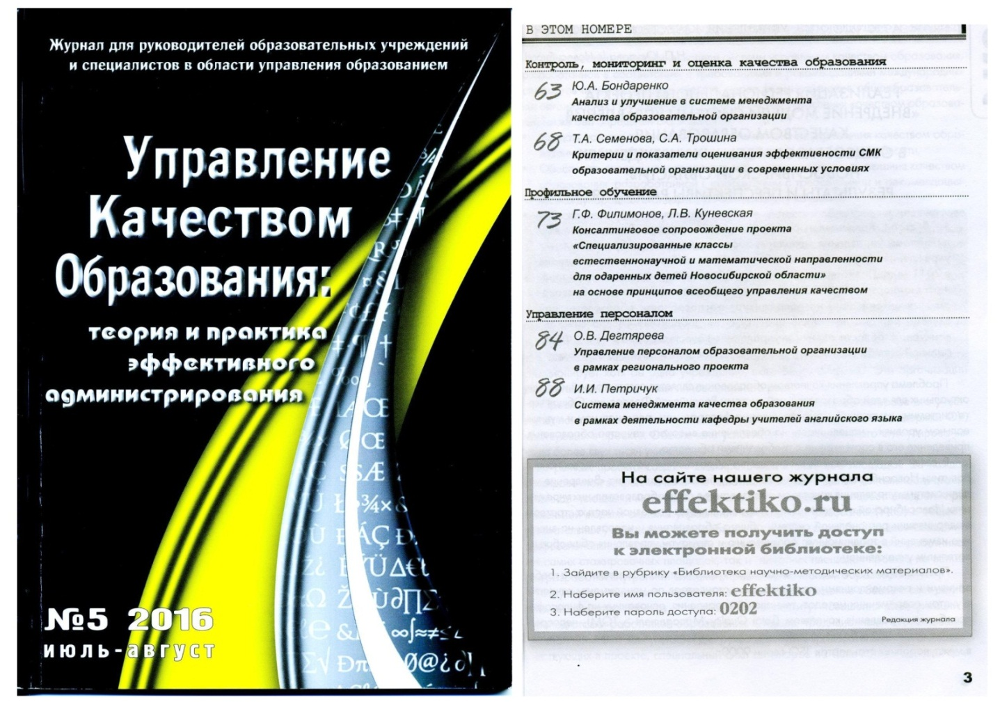 Журнал для руководителей образовательных учреждений
и специалистов в области управления образованием
Управление
Качеством
Образования:
теория и практика
эффективного
администрирования
№5 2016
июль-август
В ЭТОМ НОМЕРЕ
Контроль, мониторинг и оценка качества образования
63 Ю.А. Бондаренко
Анализ и улучшение в системе менеджмента
качества образовательной организации
68 Т.А. Семенова, С.А. Трошина
Критерии и показатели оценивания эффективности СМК
образовательной организации в современных условиях
Профильное обучение
73 Г.Ф. Филимонов, Л.В. Куневская
Консалтинговое сопровождение проекта
«Специализированные классы
естественнонаучной и математической направленности
для одаренных детей Новосибирской области»
на основе принципов всеобщего управления качеством
Управление персоналом
84 О.В. Дегтярева
Управление персоналом образовательной организации
в рамках регионального проекта
88 И.И. Петричук
Система менеджмента качества образования
в рамках деятельности кафедры учителей английского языка
На сайте нашего журнала
effektiko.ru
Вы можете получить доступ
к электронной библиотеке:
1. Зайдите в рубрику «Библиотека научно-методических материалов».
2. Наберите имя пользователя: effektiko
3. Наберите пароль доступа: 0202
Редакция журнала
3